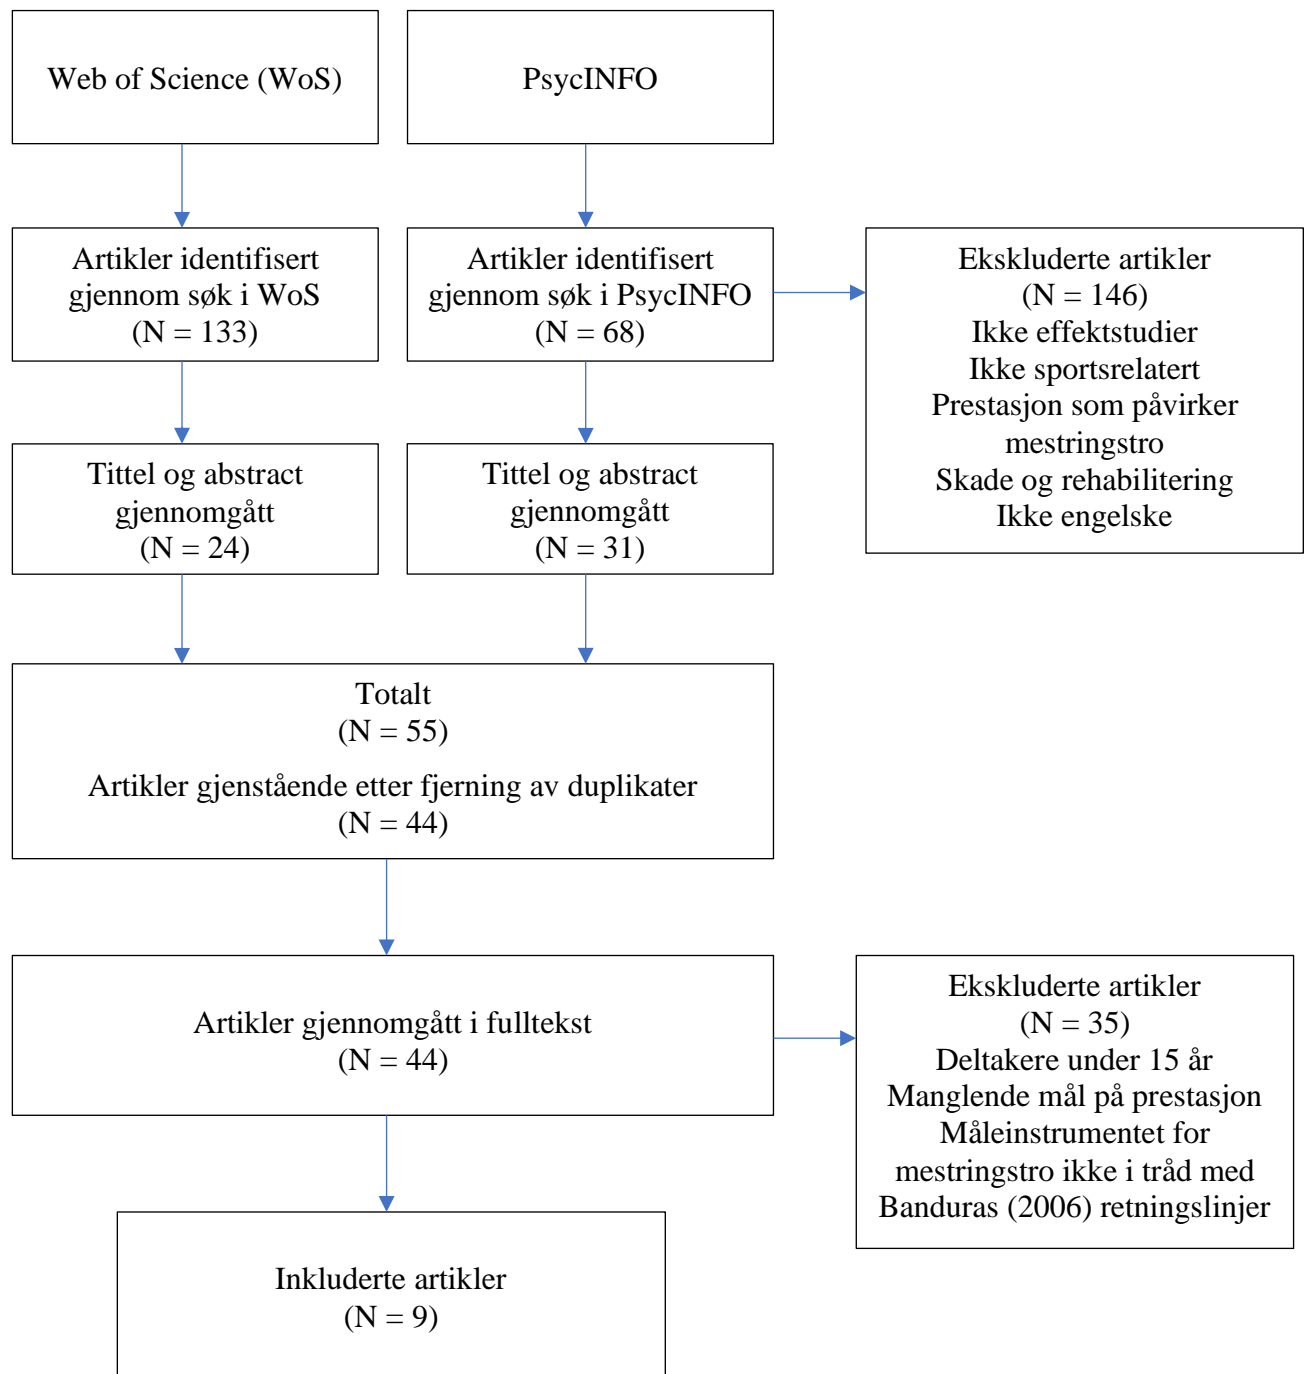 Web of Science (WoS)
PsycINFO
Artikler identifisert
gjennom søk i WoS
(N = 133)
Artikler identifisert
gjennom søk i PsycINFO
(N = 68)
Ekskluderte artikler
(N = 146)
Ikke effektstudier
Ikke sportsrelatert
Prestasjon som påvirker
mestringstro
Skade og rehabilitering
Ikke engelske
Tittel og abstract
gjennomgått
(N = 24)
Tittel og abstract
gjennomgått
(N = 31)
Totalt
(N = 55)
Artikler gjenstående etter fjerning av duplikater
(N = 44)
Artikler gjennomgått i fulltekst
(N = 44)
Ekskluderte artikler
(N = 35)
Deltakere under 15 år
Manglende mål på prestasjon
Måleinstrumentet for
mestringstro ikke i tråd med
Banduras (2006) retningslinjer
Inkluderte artikler
(N = 9)